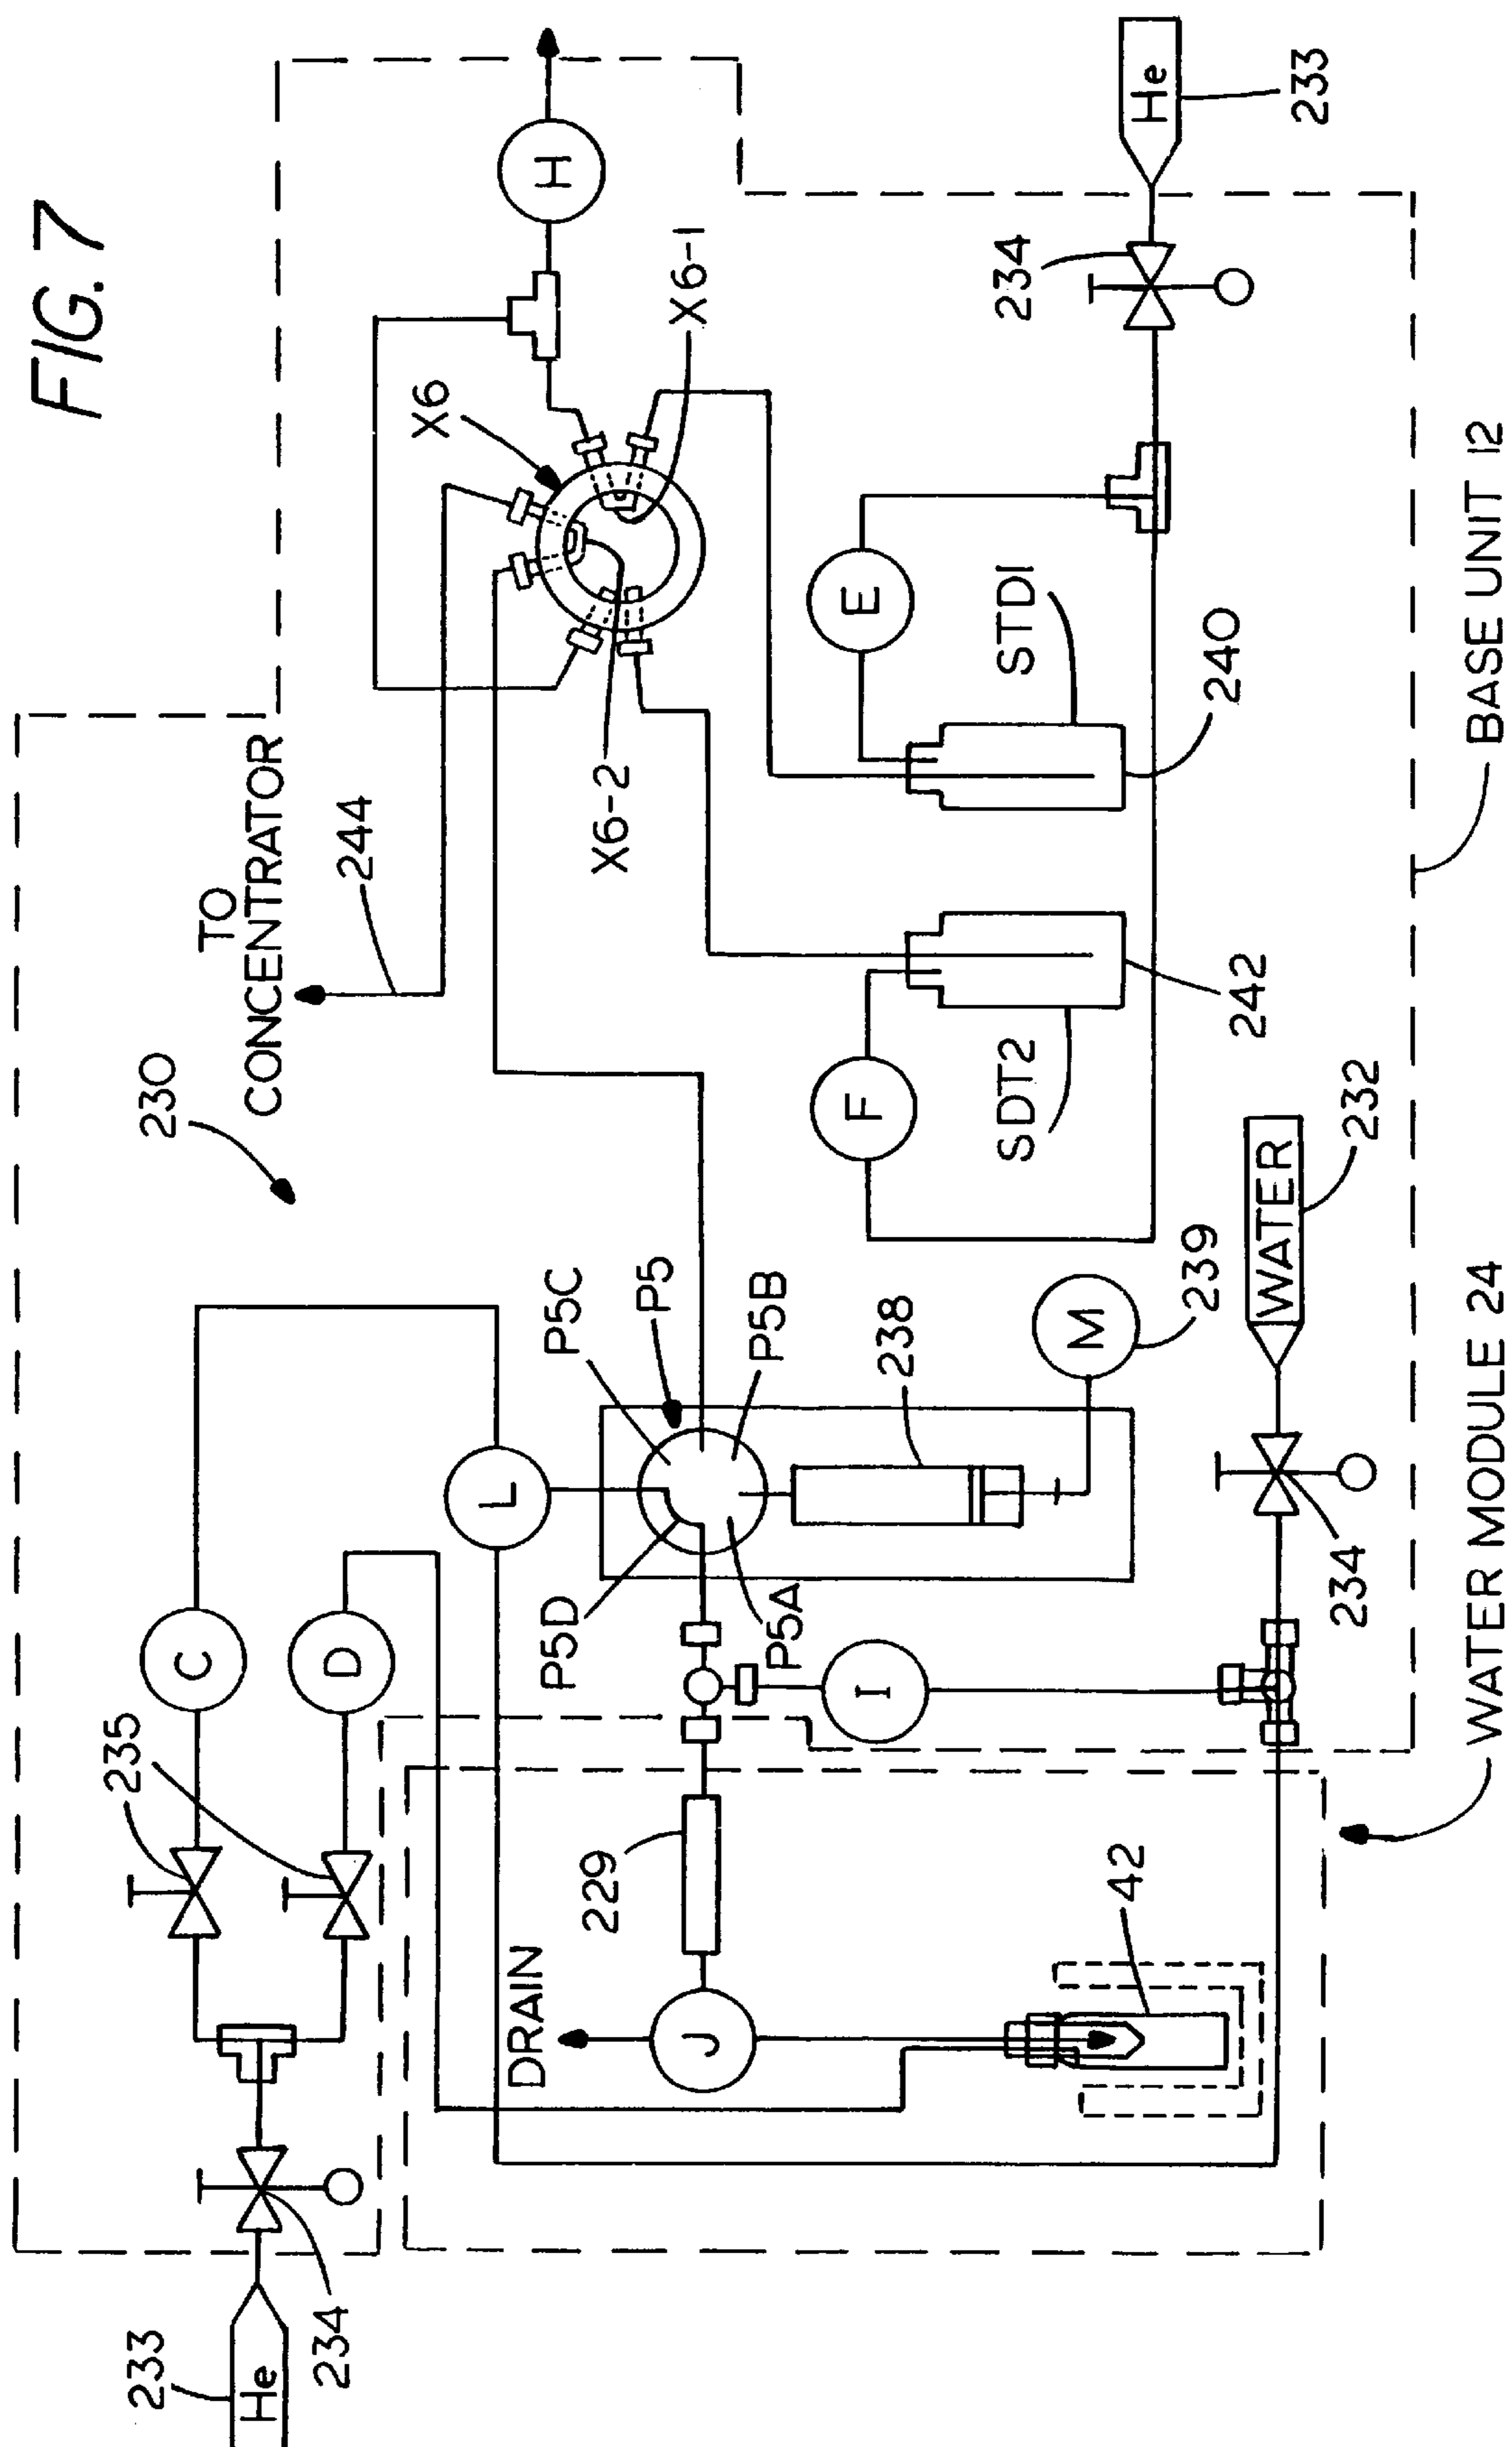 FIG. 7
H
X6
X6-1
X6-2
E
STD1
240
234
He
233
TO
CONCENTRATOR
244
230
F
SDT2
242
BASE UNIT 12
P5C
P5
P5B
238
M
239
WATER
232
234
C
D
235
L
P5D
P5A
I
229
J
DRAIN
42
WATER MODULE 24
He
233
234